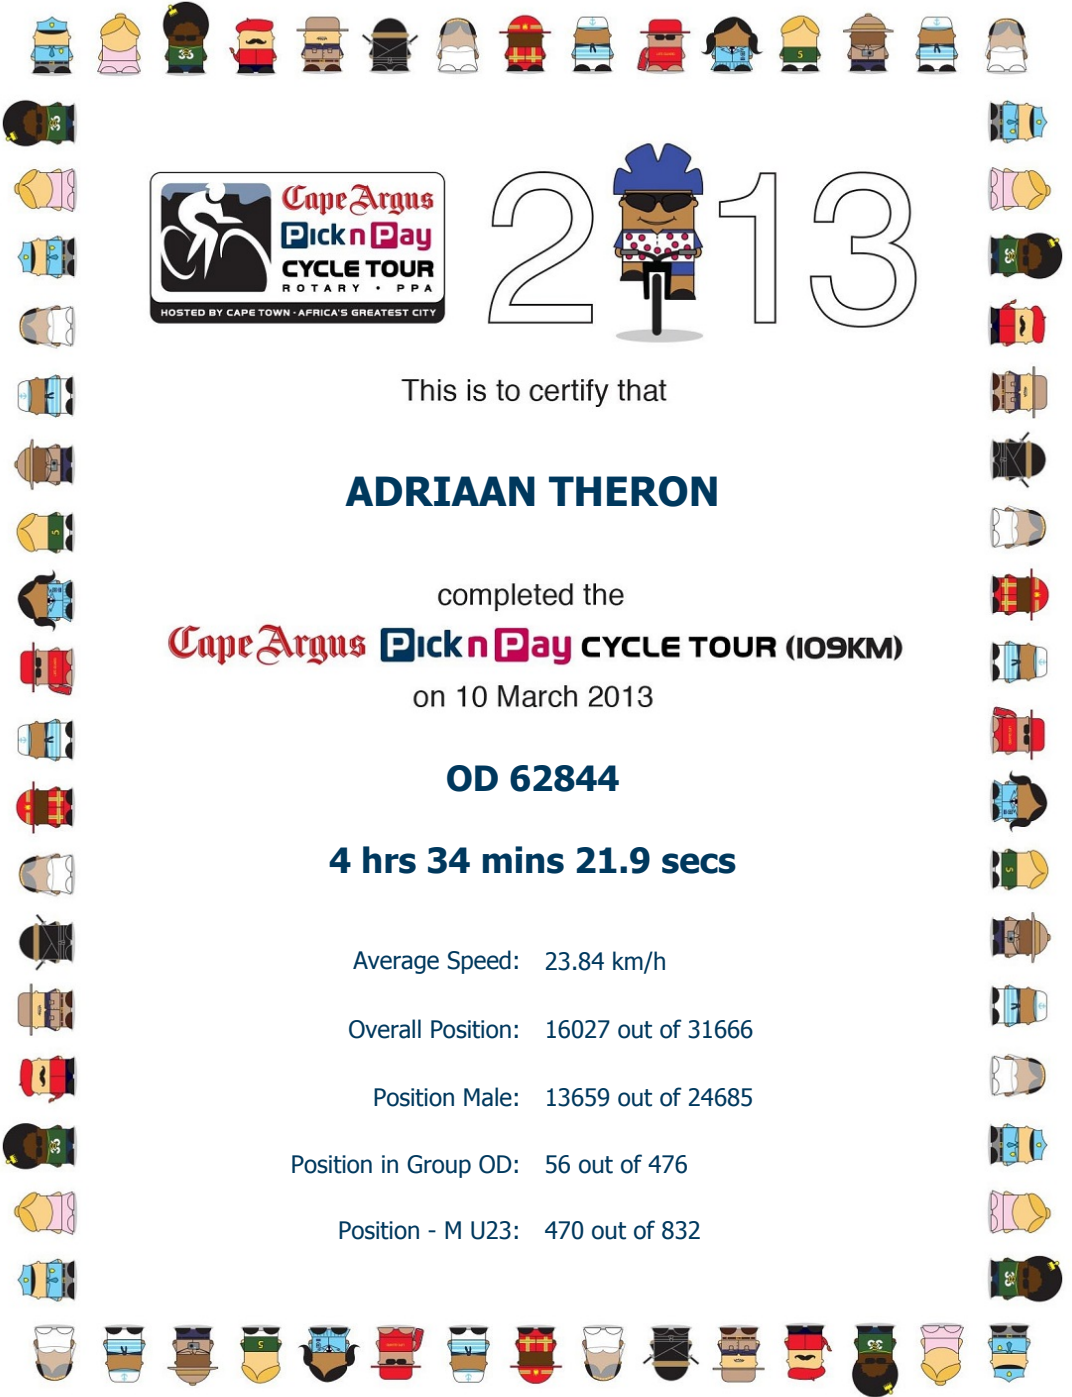 Cape Argus
Pick n Pay
CYCLE TOUR
ROTARY • PPA
HOSTED BY CAPE TOWN - AFRICA'S GREATEST CITY
2 13
This is to certify that
ADRIAAN THERON
completed the
Cape Argus Pick n Pay CYCLE TOUR (109KM)
on 10 March 2013
OD 62844
4 hrs 34 mins 21.9 secs
Average Speed: 23.84 km/h
Overall Position: 16027 out of 31666
Position Male: 13659 out of 24685
Position in Group OD: 56 out of 476
Position - M U23: 470 out of 832